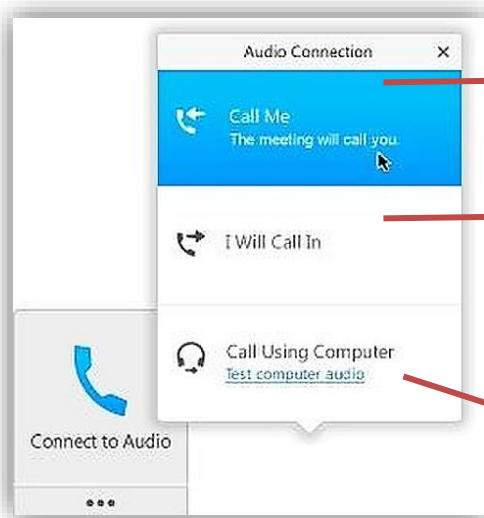 Audio Connection ×
Call Me
The meeting will call you.
I Will Call In
Call Using Computer
Test computer audio
Connect to Audio